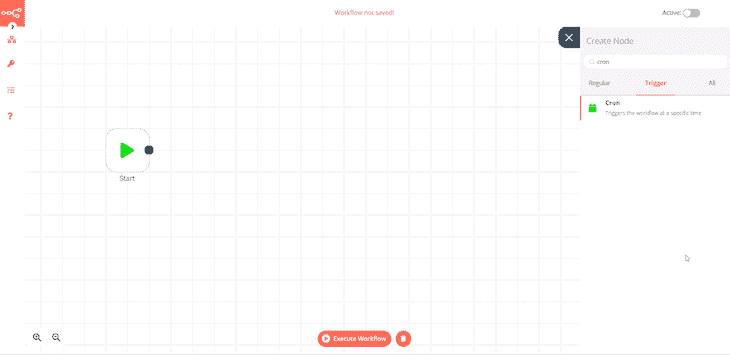 Workflow not saved!
Active:
Create Node
cron
Regular
Trigger
All
Cron
Triggers the workflow at a specific time
Start
Execute Workflow
?